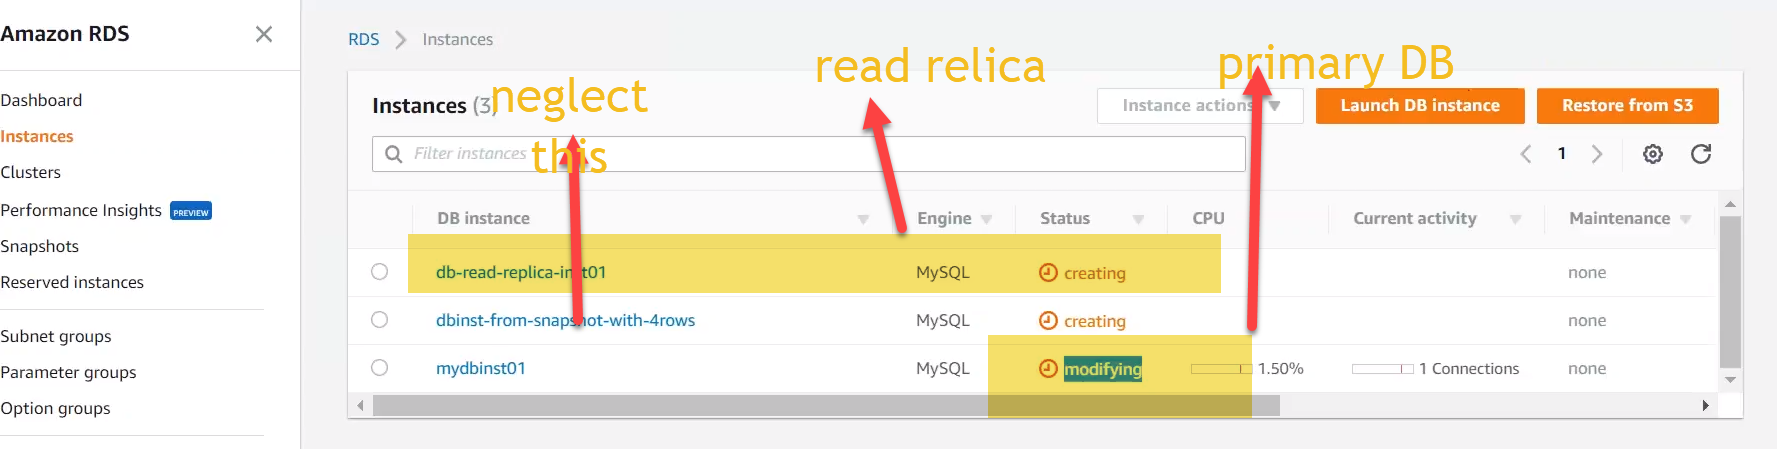 Amazon RDS
Dashboard
Instances
Clusters
Performance Insights PREVIEW
Snapshots
Reserved instances
Subnet groups
Parameter groups
Option groups
RDS > Instances
neglect
this
read relica
primary DB
Instances (3)
Instance actions
Launch DB instance
Restore from S3
Filter instances
1
DB instance Engine Status CPU Current activity Maintenance
db-read-replica-inst01 MySQL creating none
dbinst-from-snapshot-with-4rows MySQL creating none
mydbinst01 MySQL modifying 1.50% 1 Connections none